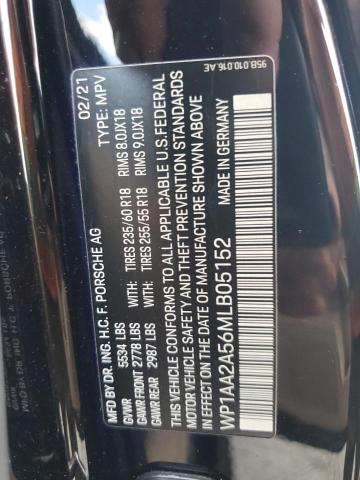 95B.010.016.AE
MFD BY DR. ING. H.C. F. PORSCHE AG
02/21
GVWR 5534 LBS
TYPE: MPV
GAWR FRONT 2778 LBS WITH: TIRES 235/60 R18 RIMS 8.0JX18
GAWR REAR 2987 LBS WITH: TIRES 255/55 R18 RIMS 9.0JX18
THIS VEHICLE CONFORMS TO ALL APPLICABLE U.S. FEDERAL
MOTOR VEHICLE SAFETY AND THEFT PREVENTION STANDARDS
IN EFFECT ON THE DATE OF MANUFACTURE SHOWN ABOVE
WP1AA2A56MLB05152
MADE IN GERMANY